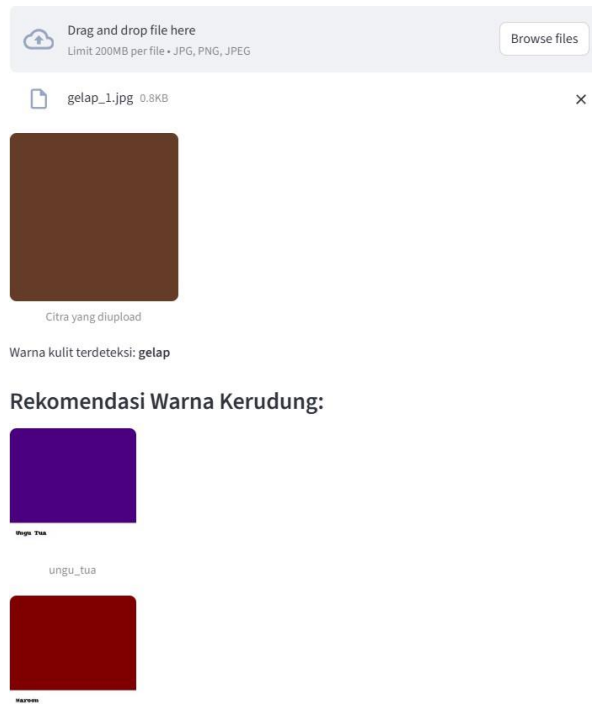 Drag and drop file here
Limit 200MB per file • JPG, PNG, JPEG
Browse files
gelap_1.jpg 0.8KB
Citra yang diupload
Warna kulit terdeteksi: gelap
Rekomendasi Warna Kerudung:
Ungu Tua
ungu_tua
Maroon